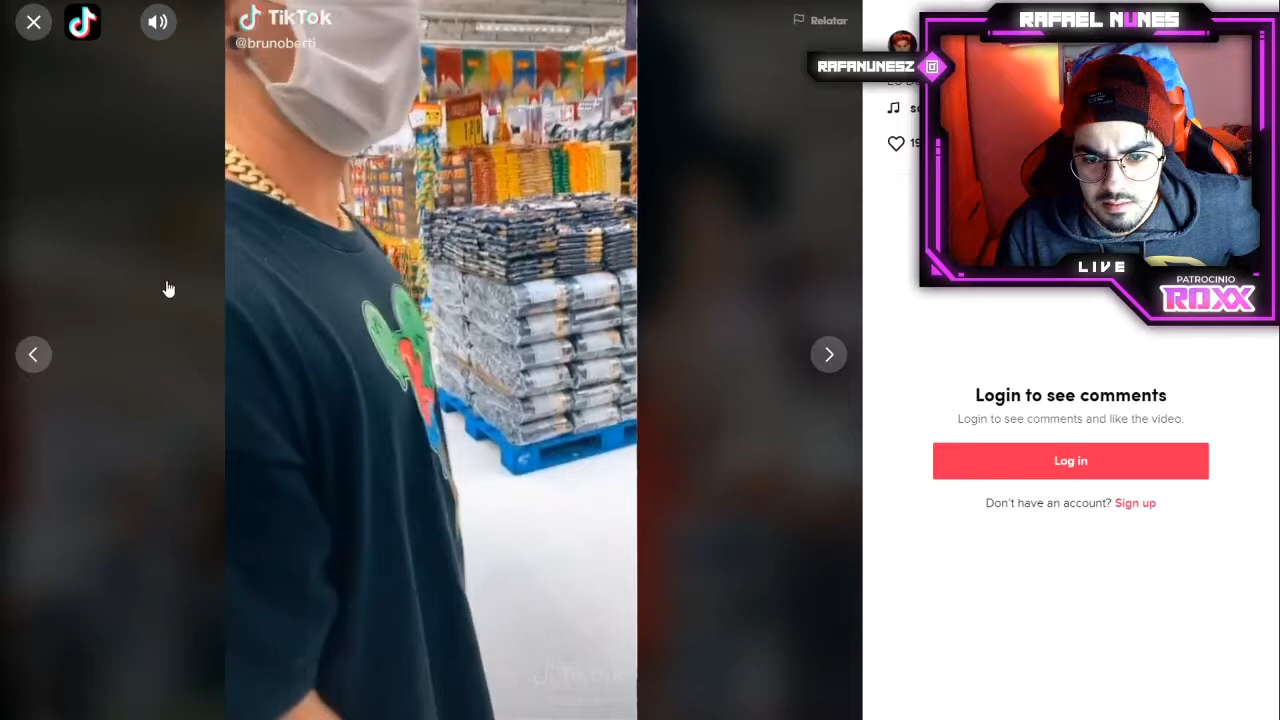 TikTok
@brunoberti
Relatar
RAFAEL NUNES
RAFANUNESZ
LIVE
PATROCINIO
ROXX
Login to see comments
Login to see comments and like the video.
Log in
Don't have an account? Sign up